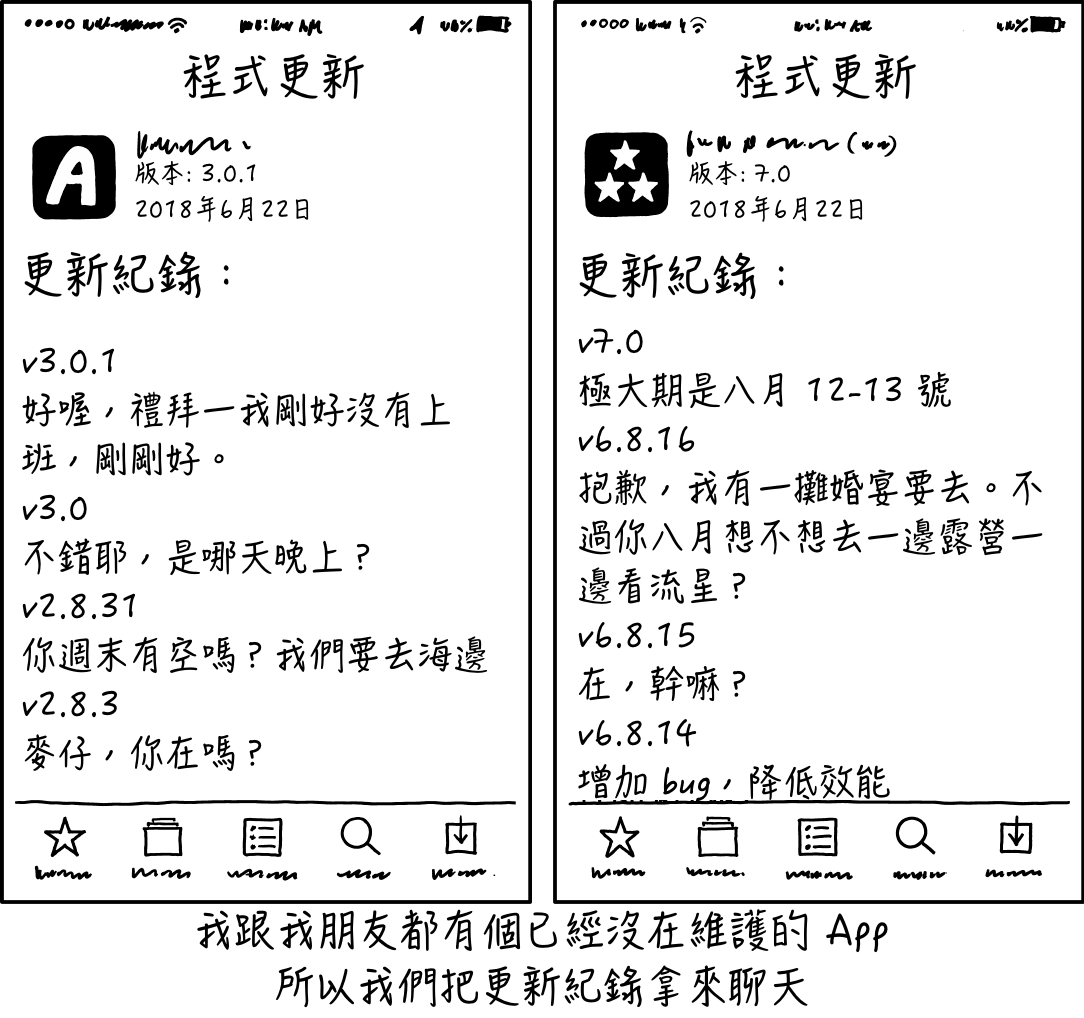 程式更新
A
版本: 3.0.1
2018年6月22日
更新紀錄：
v3.0.1
好喔，禮拜一我剛好沒有上
班，剛剛好。
v3.0
不錯耶，是哪天晚上？
v2.8.31
你週末有空嗎？我們要去海邊
v2.8.3
麥仔，你在嗎？
程式更新
版本: 7.0
2018年6月22日
更新紀錄：
v7.0
極大期是八月 12-13 號
v6.8.16
抱歉，我有一攤婚宴要去。不
過你八月想不想去一邊露營一
邊看流星？
v6.8.15
在，幹嘛？
v6.8.14
增加 bug，降低效能
我跟我朋友都有個已經沒在維護的 App
所以我們把更新紀錄拿來聊天